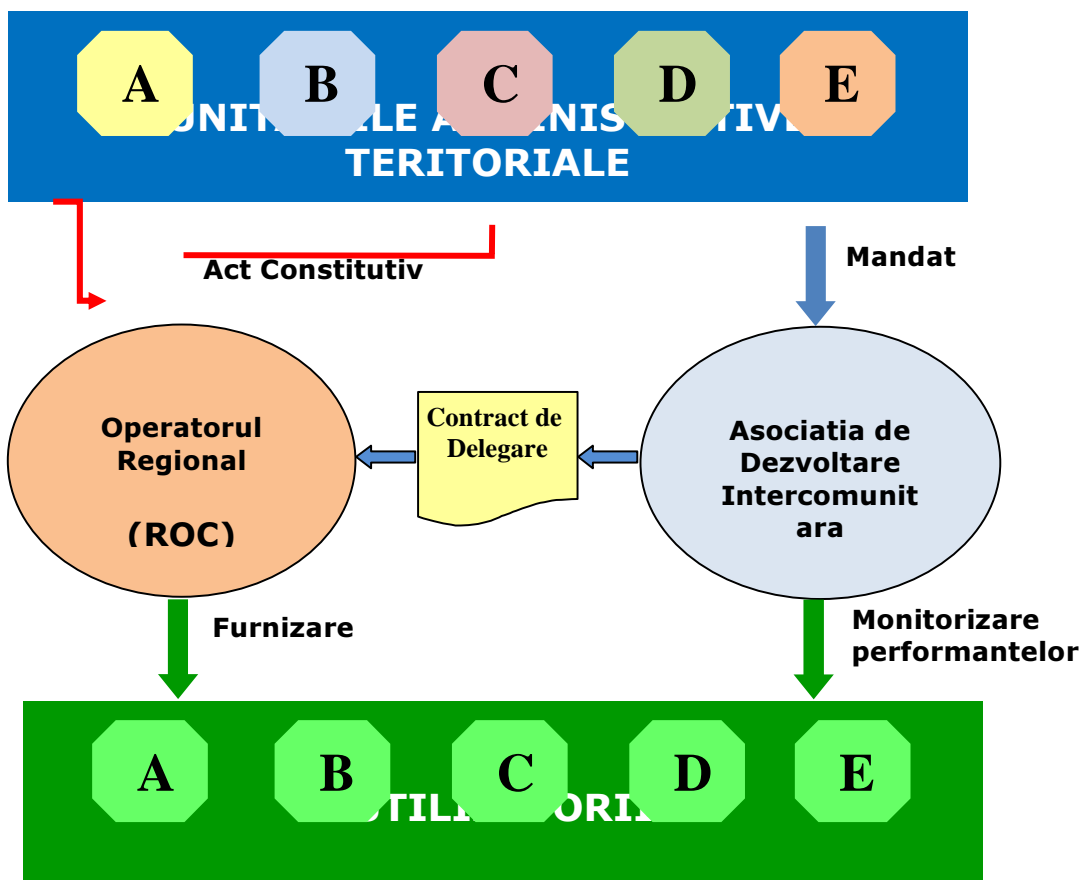 A B C D E
TERITORIALE
Act Constitutiv
Mandat
Operatorul
Regional
(ROC)
Contract de
Delegare
Asociatia de
Dezvoltare
Intercomunit
ara
Furnizare
Monitorizare
performantelor
A B C D E